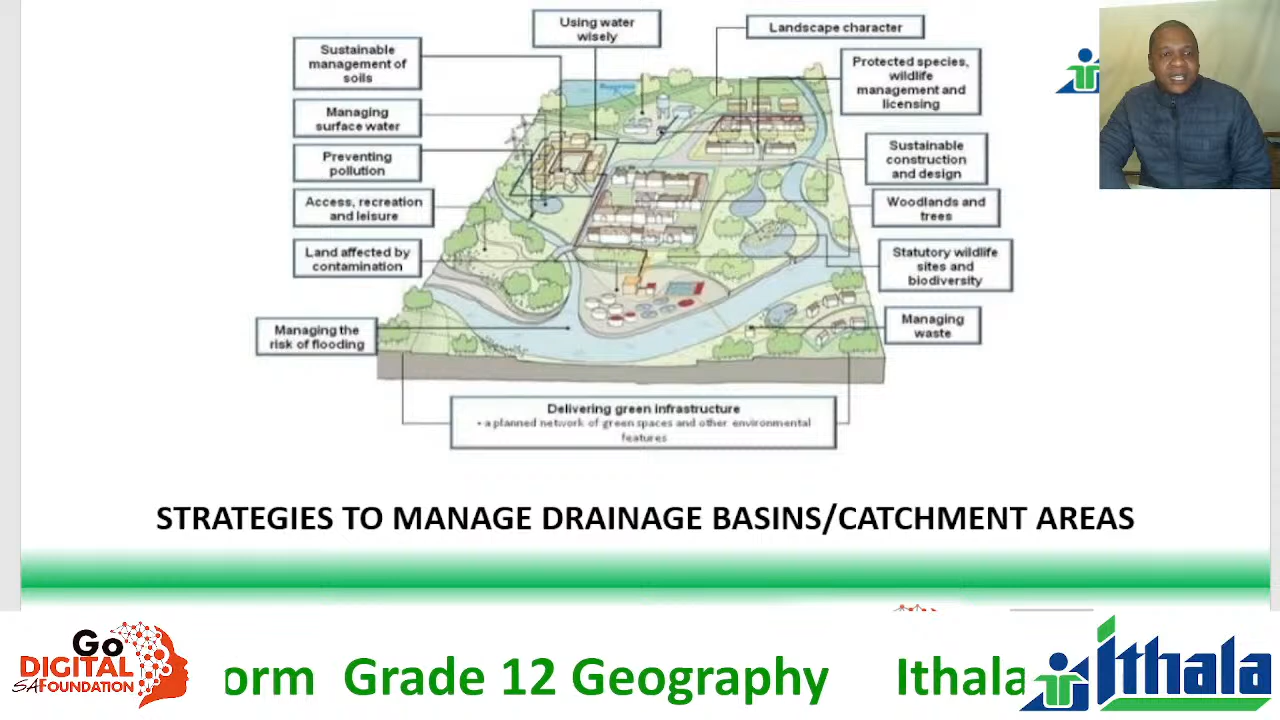 Using water
wisely
Landscape character
Sustainable
management of
soils
Protected species,
wildlife
management and
licensing
Managing
surface water
Preventing
pollution
Sustainable
construction
and design
Access, recreation
and leisure
Woodlands and
trees
Land affected by
contamination
Statutory wildlife
sites and
biodiversity
Managing the
risk of flooding
Managing
waste
Delivering green infrastructure
• a planned network of green spaces and other environmental
features
STRATEGIES TO MANAGE DRAINAGE BASINS/CATCHMENT AREAS
Go
DIGITAL
SA FOUNDATION
orm Grade 12 Geography Ithala
Ithala